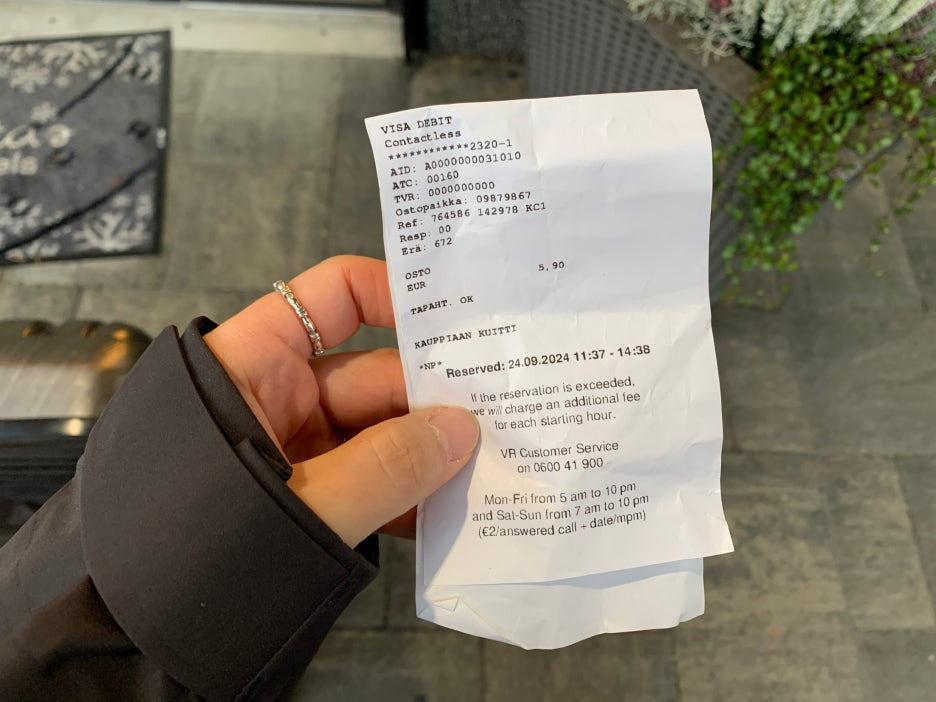 VISA DEBIT
Contactless
************2320-1
AID: A0000000031010
ATC: 00160
TVR: 0000000000
Ostopaikka: 09879867
Ref: 764586 142978 KC1
Resp: 00
Erä: 672
OSTO 5,90
EUR
TAPAHT. OK
KAUPPIAAN KUITTI
*NP* Reserved: 24.09.2024 11:37 - 14:38
If the reservation is exceeded,
we will charge an additional fee
for each starting hour.
VR Customer Service
on 0600 41 900
Mon-Fri from 5 am to 10 pm
and Sat-Sun from 7 am to 10 pm
(€2/answered call + date/mpm)